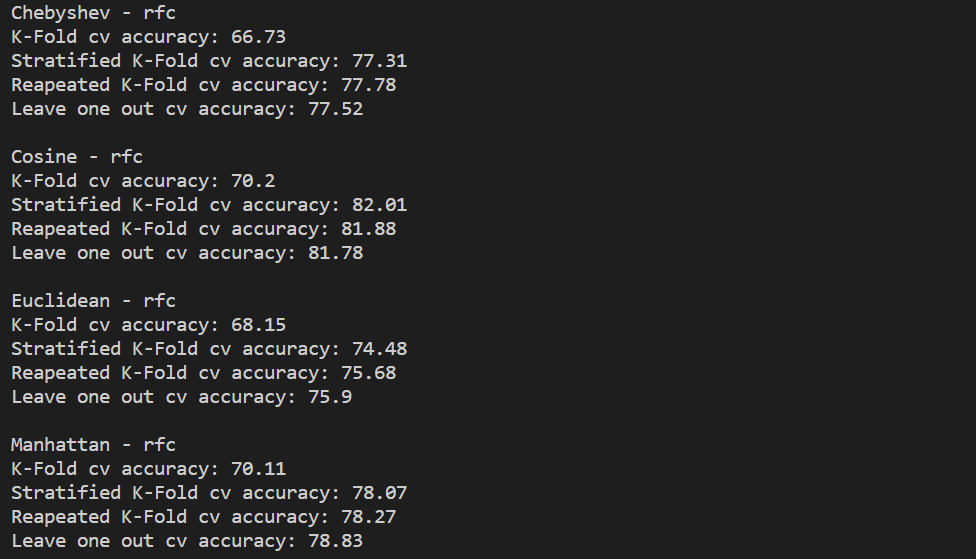 Chebyshev - rfc
K-Fold cv accuracy: 66.73
Stratified K-Fold cv accuracy: 77.31
Reapeated K-Fold cv accuracy: 77.78
Leave one out cv accuracy: 77.52

Cosine - rfc
K-Fold cv accuracy: 70.2
Stratified K-Fold cv accuracy: 82.01
Reapeated K-Fold cv accuracy: 81.88
Leave one out cv accuracy: 81.78

Euclidean - rfc
K-Fold cv accuracy: 68.15
Stratified K-Fold cv accuracy: 74.48
Reapeated K-Fold cv accuracy: 75.68
Leave one out cv accuracy: 75.9

Manhattan - rfc
K-Fold cv accuracy: 70.11
Stratified K-Fold cv accuracy: 78.07
Reapeated K-Fold cv accuracy: 78.27
Leave one out cv accuracy: 78.83